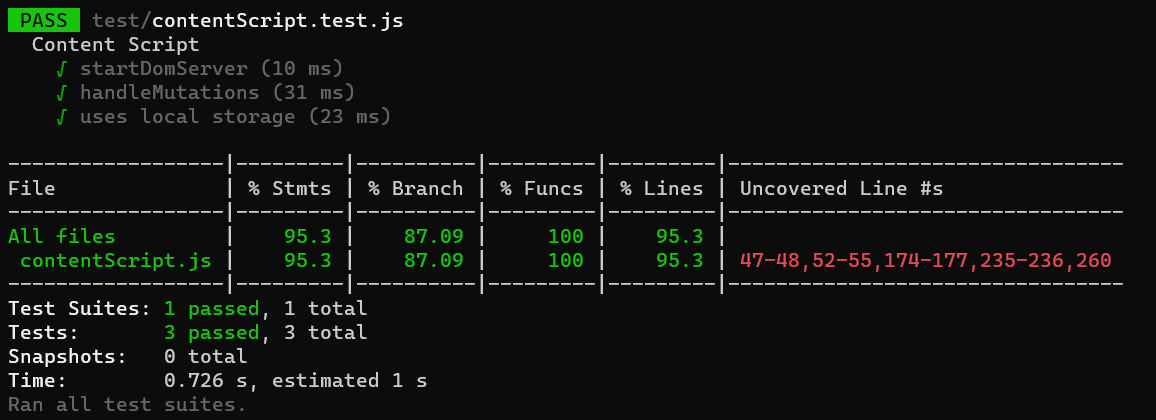 PASS test/contentScript.test.js
Content Script
√ startDomServer (10 ms)
√ handleMutations (31 ms)
√ uses local storage (23 ms)
------------------|---------|----------|---------|---------|---------------------------------
File              | % Stmts | % Branch | % Funcs | % Lines | Uncovered Line #s
------------------|---------|----------|---------|---------|---------------------------------
All files         |    95.3 |    87.09 |     100 |    95.3 |
 contentScript.js |    95.3 |    87.09 |     100 |    95.3 | 47-48,52-55,174-177,235-236,260
------------------|---------|----------|---------|---------|---------------------------------
Test Suites: 1 passed, 1 total
Tests:       3 passed, 3 total
Snapshots:   0 total
Time:        0.726 s, estimated 1 s
Ran all test suites.